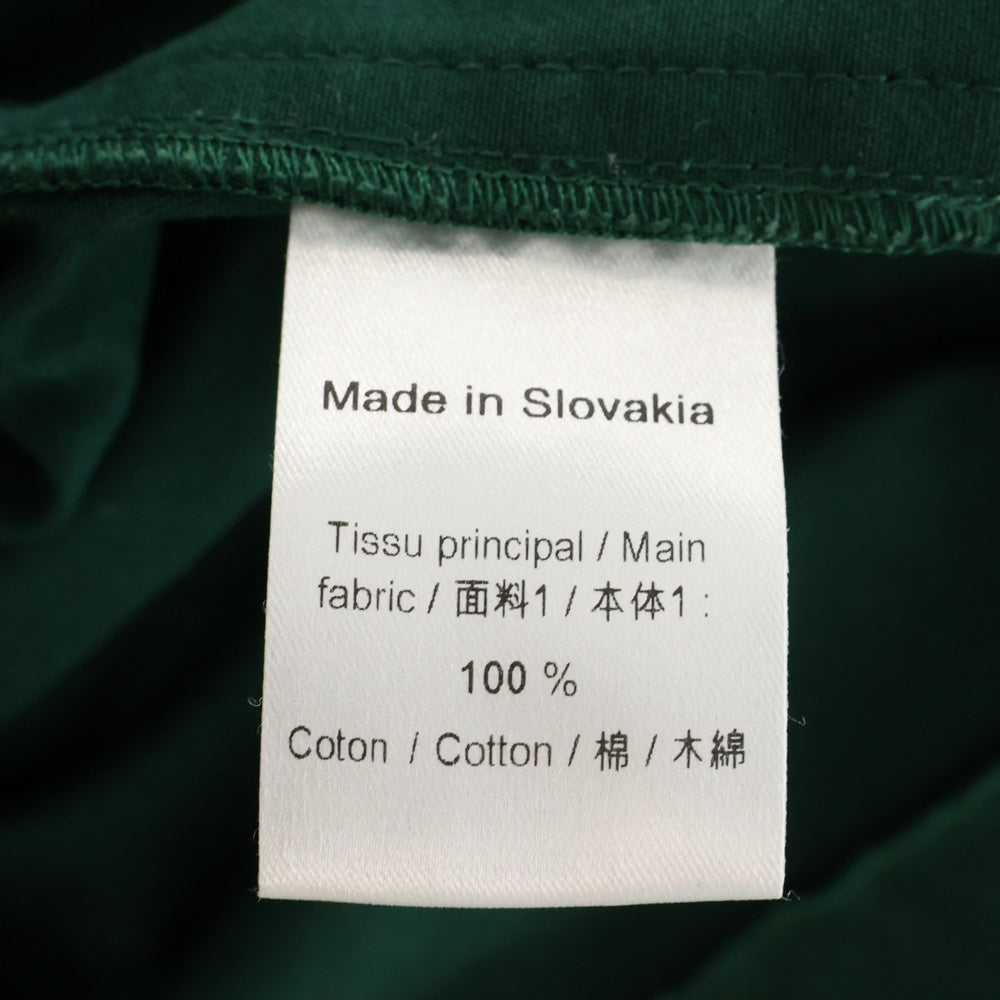 Made in Slovakia
Tissu principal / Main
fabric / 面料1 / 本体1 :
100 %
Coton / Cotton / 棉 / 木綿